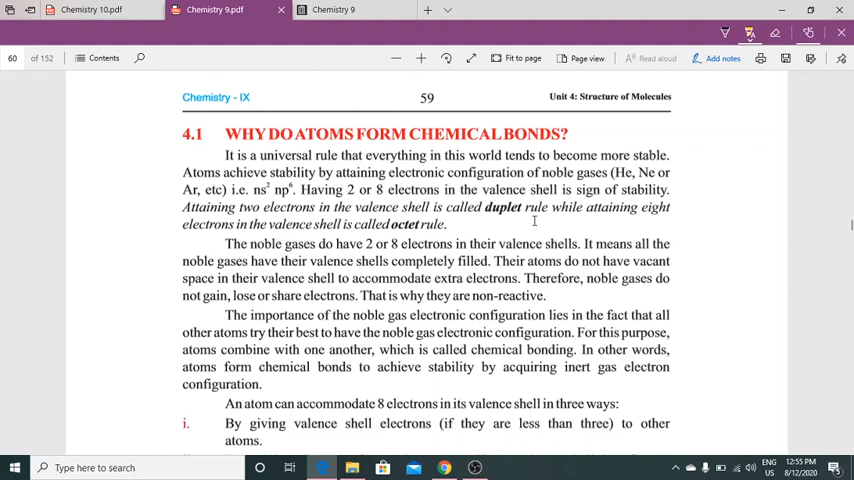 Chemistry 10.pdf
Chemistry 9.pdf
Chemistry 9
60 of 152
Contents
Fit to page
Page view
Read aloud
Add notes
Chemistry - IX
59
Unit 4: Structure of Molecules
4.1 WHY DO ATOMS FORM CHEMICAL BONDS?
It is a universal rule that everything in this world tends to become more stable.
Atoms achieve stability by attaining electronic configuration of noble gases (He, Ne or
Ar, etc) i.e. ns² np⁶. Having 2 or 8 electrons in the valence shell is sign of stability.
Attaining two electrons in the valence shell is called duplet rule while attaining eight
electrons in the valence shell is called octet rule.
The noble gases do have 2 or 8 electrons in their valence shells. It means all the
noble gases have their valence shells completely filled. Their atoms do not have vacant
space in their valence shell to accommodate extra electrons. Therefore, noble gases do
not gain, lose or share electrons. That is why they are non-reactive.
The importance of the noble gas electronic configuration lies in the fact that all
other atoms try their best to have the noble gas electronic configuration. For this purpose,
atoms combine with one another, which is called chemical bonding. In other words,
atoms form chemical bonds to achieve stability by acquiring inert gas electron
configuration.
An atom can accommodate 8 electrons in its valence shell in three ways:
i. By giving valence shell electrons (if they are less than three) to other
atoms.
Type here to search
ENG
US
12:55 PM
8/12/2020